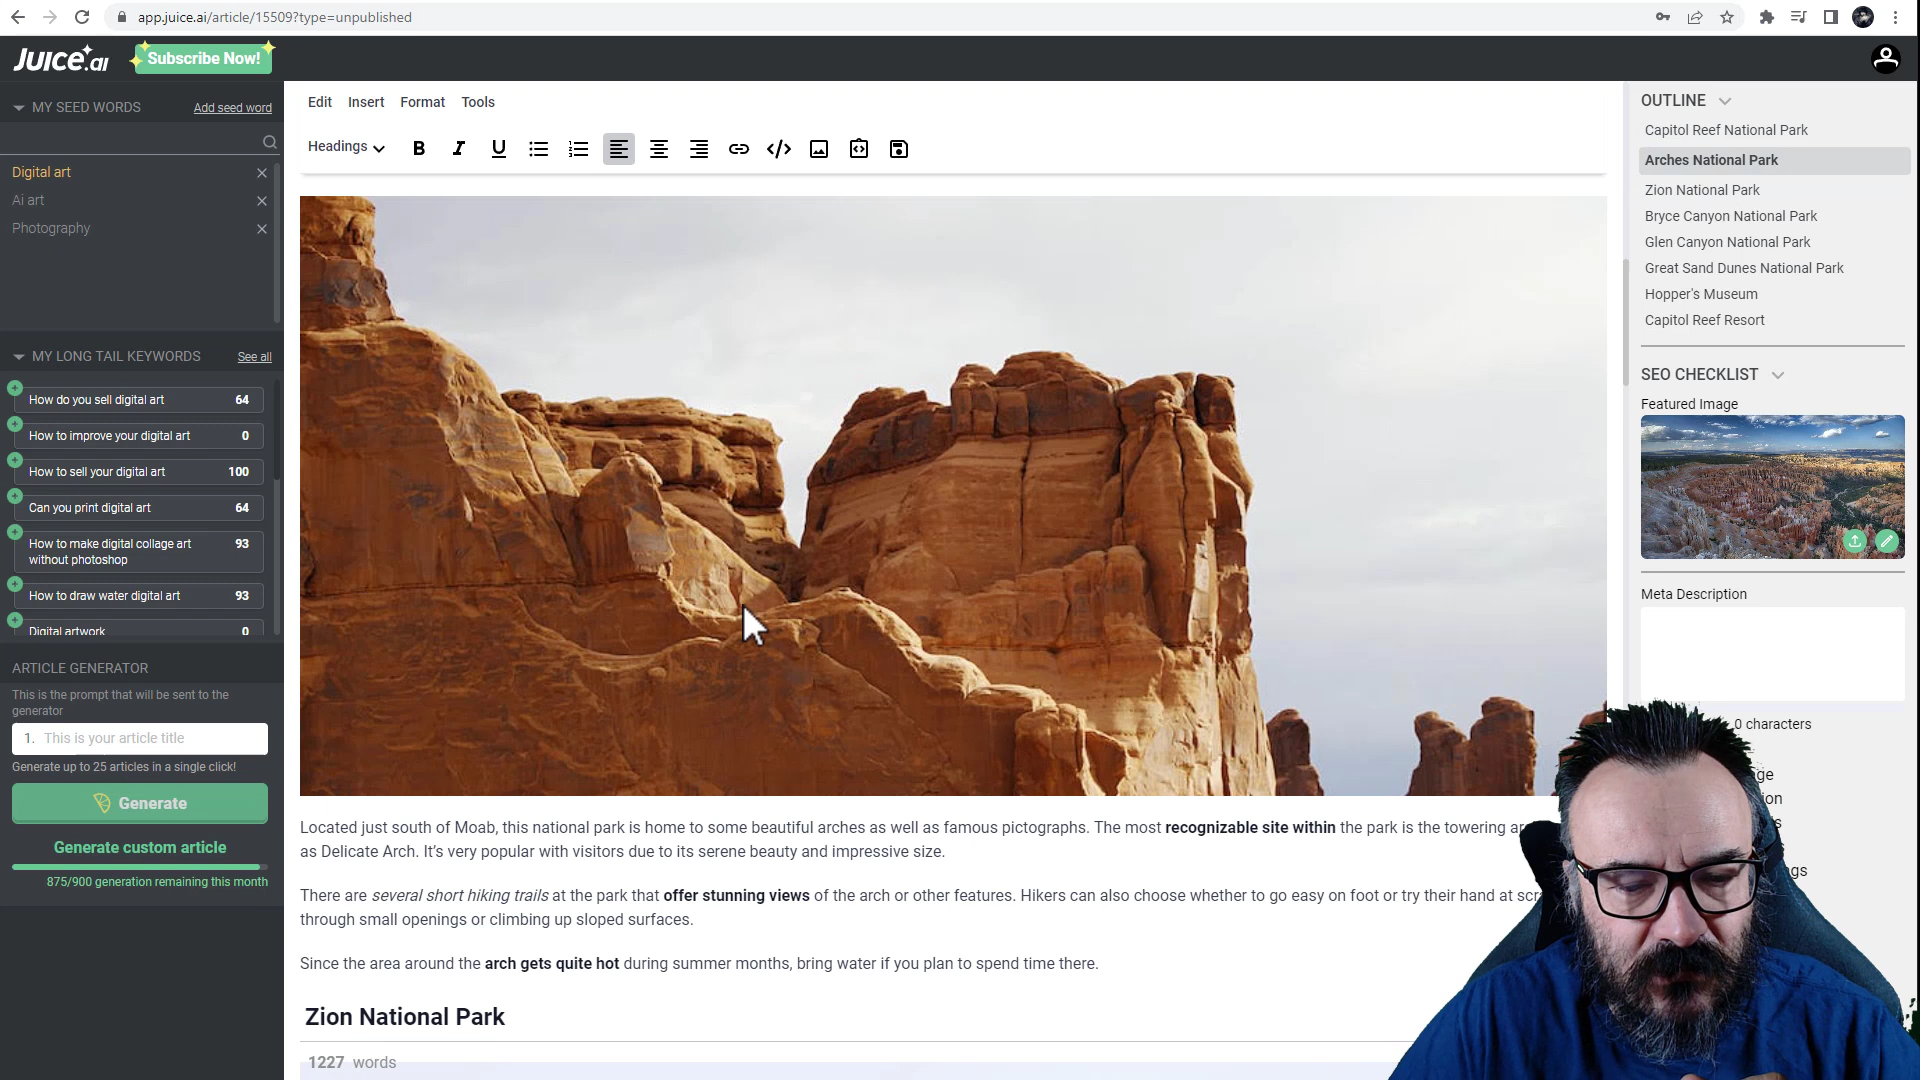 app.juice.ai/article/15509?type=unpublished
Juice.ai
Subscribe Now!
MY SEED WORDS
Add seed word
Digital art
Ai art
Photography
MY LONG TAIL KEYWORDS
See all
How do you sell digital art 64
How to improve your digital art 0
How to sell your digital art 100
Can you print digital art 64
How to make digital collage art 93
without photoshop
How to draw water digital art 93
Digital artwork 0
ARTICLE GENERATOR
This is the prompt that will be sent to the
generator
1. This is your article title
Generate up to 25 articles in a single click!
Generate
Generate custom article
875/900 generation remaining this month
Edit Insert Format Tools
Headings
Located just south of Moab, this national park is home to some beautiful arches as well as famous pictographs. The most recognizable site within the park is the towering
as Delicate Arch. It's very popular with visitors due to its serene beauty and impressive size.
There are several short hiking trails at the park that offer stunning views of the arch or other features. Hikers can also choose whether to go easy on foot or try their hand at
through small openings or climbing up sloped surfaces.
Since the area around the arch gets quite hot during summer months, bring water if you plan to spend time there.
Zion National Park
1227 words
OUTLINE
Capitol Reef National Park
Arches National Park
Zion National Park
Bryce Canyon National Park
Glen Canyon National Park
Great Sand Dunes National Park
Hopper's Museum
Capitol Reef Resort
SEO CHECKLIST
Featured Image
Meta Description
0 characters